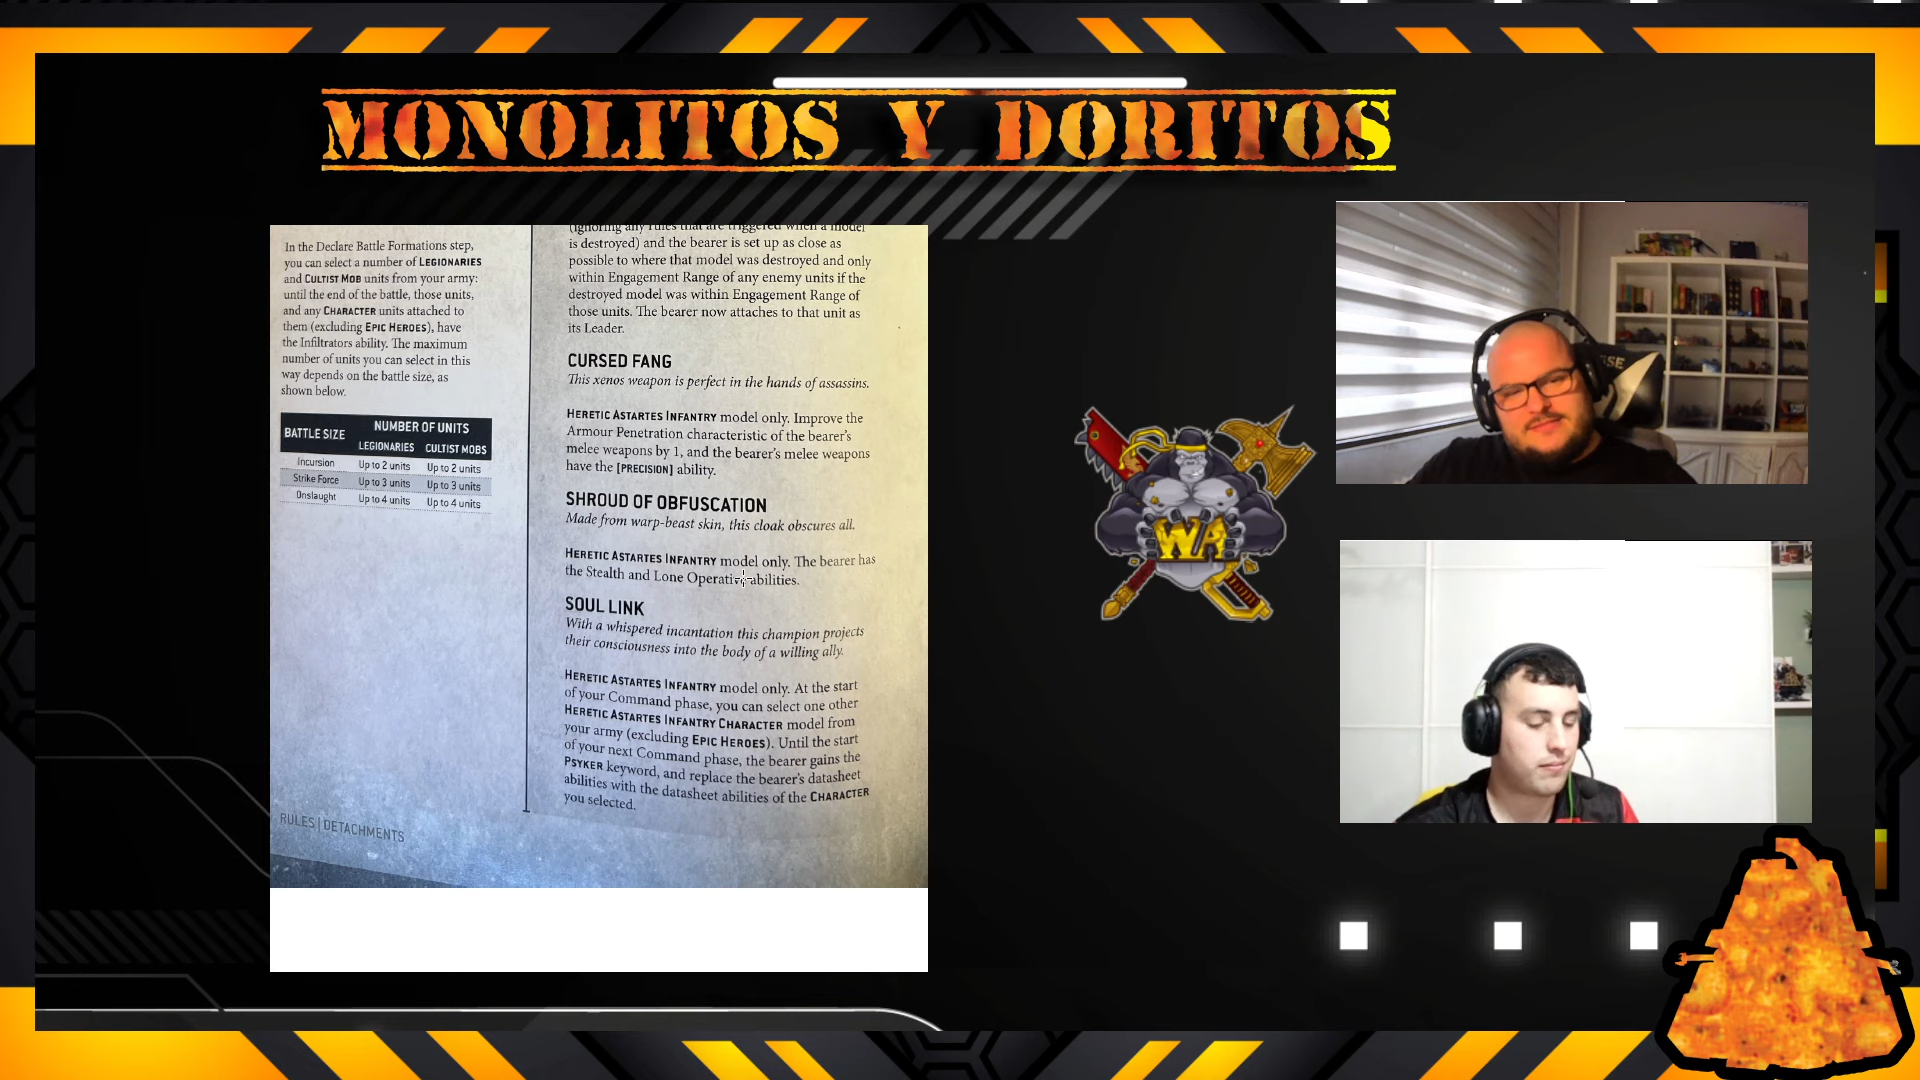 MONOLITOS Y DORITOS
In the Declare Battle Formations step,
you can select a number of LEGIONARIES
and CULTIST MOB units from your army:
until the end of the battle, those units,
and any CHARACTER units attached to
them (excluding EPIC HEROES), have
the Infiltrators ability. The maximum
number of units you can select in this
way depends on the battle size, as
shown below.
BATTLE SIZE NUMBER OF UNITS
LEGIONARIES CULTIST MOBS
Incursion Up to 2 units Up to 2 units
Strike Force Up to 3 units Up to 3 units
Onslaught Up to 4 units Up to 4 units
RULES | DETACHMENTS
(ignoring any rules that are triggered when a model
is destroyed) and the bearer is set up as close as
possible to where that model was destroyed and only
within Engagement Range of any enemy units if the
destroyed model was within Engagement Range of
those units. The bearer now attaches to that unit as
its Leader.
CURSED FANG
This xenos weapon is perfect in the hands of assassins.
HERETIC ASTARTES INFANTRY model only. Improve the
Armour Penetration characteristic of the bearer's
melee weapons by 1, and the bearer's melee weapons
have the [PRECISION] ability.
SHROUD OF OBFUSCATION
Made from warp-beast skin, this cloak obscures all.
HERETIC ASTARTES INFANTRY model only. The bearer has
the Stealth and Lone Operative abilities.
SOUL LINK
With a whispered incantation this champion projects
their consciousness into the body of a willing ally.
HERETIC ASTARTES INFANTRY model only. At the start
of your Command phase, you can select one other
HERETIC ASTARTES INFANTRY CHARACTER model from
your army (excluding EPIC HEROES). Until the start
of your next Command phase, the bearer gains the
PSYKER keyword, and replace the bearer's datasheet
abilities with the datasheet abilities of the CHARACTER
you selected.